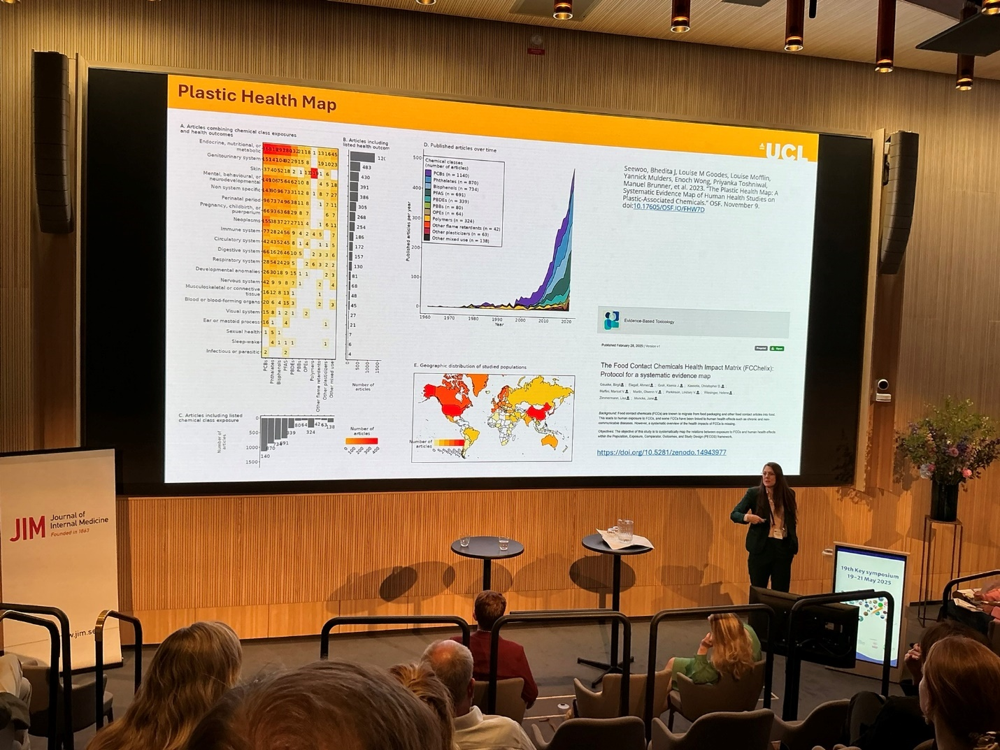 Plastic Health Map
UCL
A. Articles combining chemical class exposures
and health outcomes
Endocrine, nutritional, or
metabolic
Genitourinary system
Skin
Mental, behavioural, or
neurodevelopmental
Non system specific
Perinatal period
Pregnancy, childbirth, or
puerperium
Neoplasms
Immune system
Circulatory system
Digestive system
Respiratory system
Developmental anomalies
Nervous system
Musculoskeletal or connective
tissue
Blood or blood-forming organs
Visual system
Ear or mastoid process
Sexual health
Sleep-wake
Infectious or parasitic
PCBs
Phthalates
Bisphenols
PFAS
PBDEs
PBBs
OPEs
Polymers
Other flame retardants
Other plasticizers
Other mixed use
B. Articles including
listed health outcom
483
430
391
386
305
268
254
186
172
157
130
81
68
48
45
27
21
7
6
4
0
500
1000
1500
Number of
articles
C. Articles including listed
chemical class exposure
Number of
articles
0
500
1000
1500
Number of
articles
0
100
200
300
400
D. Published articles over time
Published articles per year
500
400
300
200
100
0
Chemical classes
(number of articles)
PCBs (n = 1140)
Phthalates (n = 870)
Bisphenols (n = 734)
PFAS (n = 691)
PBDEs (n = 339)
PBBs (n = 80)
OPEs (n = 64)
Polymers (n = 324)
Other flame retardants (n = 42)
Other plasticizers (n = 63)
Other mixed use (n = 138)
1960 1970 1980 1990 2000 2010 2020
Year
E. Geographic distribution of studied populations
Number of
articles
Seewoo, Bhedita J, Louise M Goodes, Louise Mofflin,
Yannick Mulders, Enoch Wong, Priyanka Toshniwal,
Manuel Brunner, et al. 2023. “The Plastic Health Map: A
Systematic Evidence Map of Human Health Studies on
Plastic-Associated Chemicals.” OSF. November 9.
doi:10.17605/OSF.IO/FHW7D
Evidence-Based Toxicology
Published February 28, 2025 | Version v1
Preprint Open
The Food Contact Chemicals Health Impact Matrix (FCChelix):
Protocol for a systematic evidence map
Geueke, Birgit; Elagali, Ahmed; Groh, Ksenia J.; Kassotis, Christopher D.;
Maffini, Maricel V.; Martin, Olwenn V.; Parkinson, Lindsey V.; Wiesinger, Helene;
Zimmermann, Lisa; Muncke, Jane
Background: Food contact chemicals (FCCs) are known to migrate from food packaging and other food contact articles into food.
This leads to human exposure to FCCs, and some FCCs have been linked to human health effects such as chronic and non-
communicable diseases. However, a systematic overview of the health impacts of FCCs is missing.
Objectives: The objective of this study is to systematically map the relations between exposure to FCCs and human health effects
within the Population, Exposure, Comparator, Outcomes, and Study Design (PECOS) framework.
https://doi.org/10.5281/zenodo.14943977
JIM
Journal of
Internal Medicine
Founded in 1863
w.jim.se
19th Key symposium
19–21 May 2025